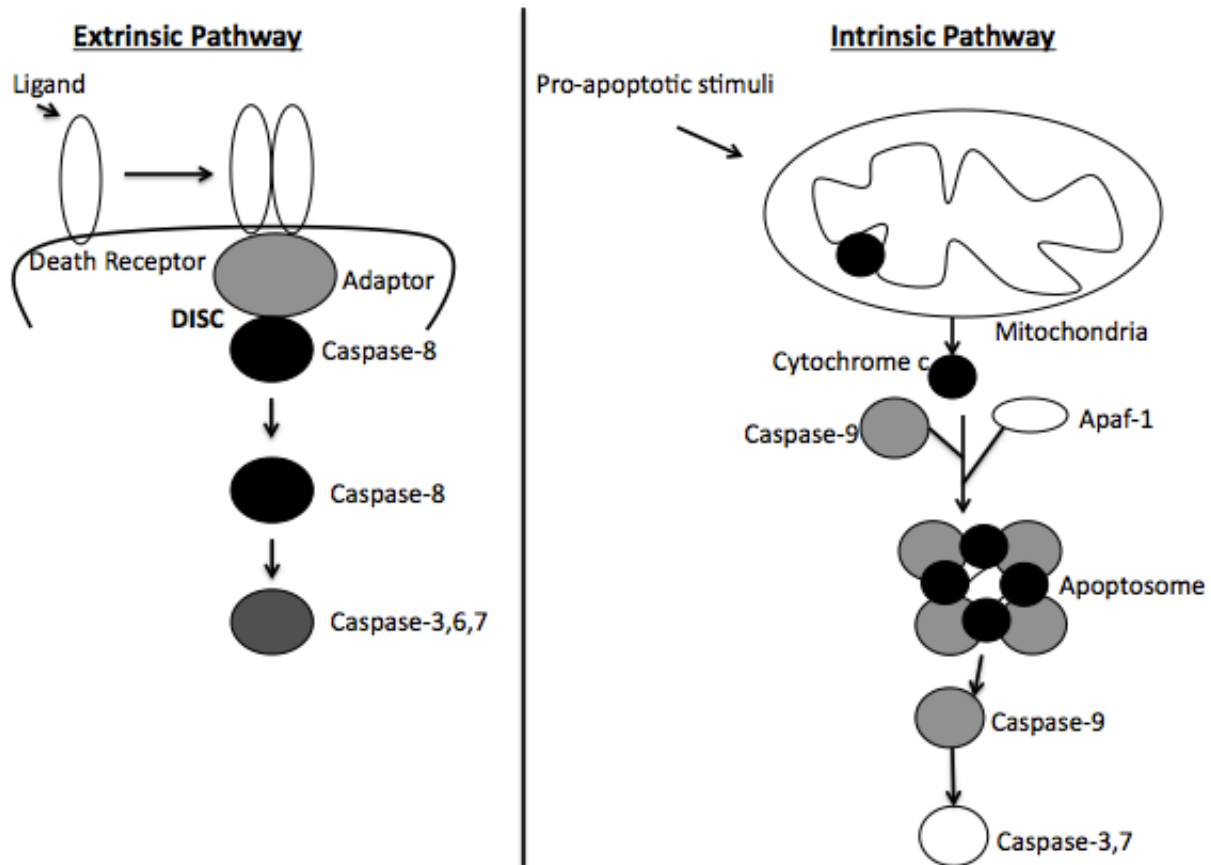 Extrinsic Pathway
Ligand
Death Receptor
Adaptor
DISC
Caspase-8
Caspase-8
Caspase-3,6,7
Intrinsic Pathway
Pro-apoptotic stimuli
Mitochondria
Cytochrome c
Caspase-9
Apaf-1
Apoptosome
Caspase-9
Caspase-3,7